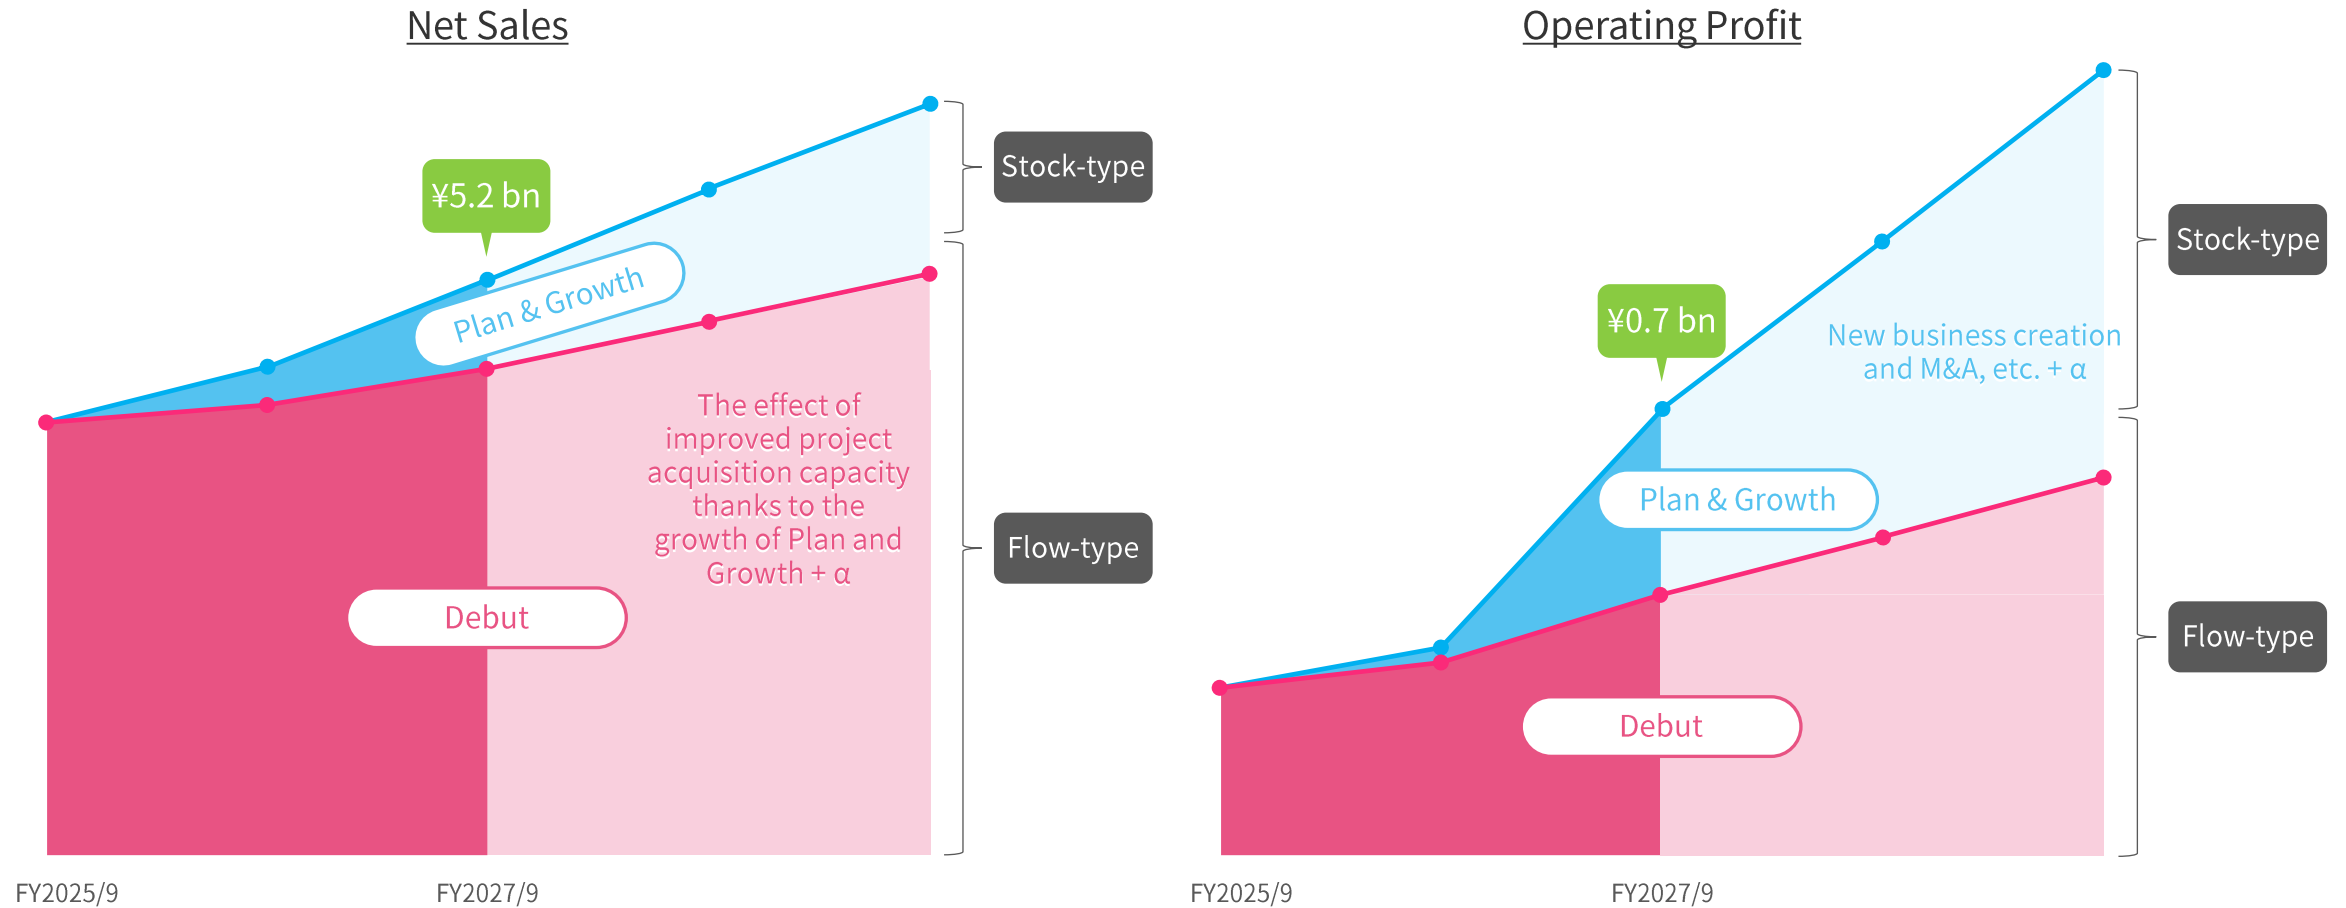 Net Sales
¥5.2 bn
Plan & Growth
The effect of
improved project
acquisition capacity
thanks to the
growth of Plan and
Growth + α
Debut
Stock-type
Flow-type
FY2025/9
FY2027/9
Operating Profit
¥0.7 bn
New business creation
and M&A, etc. + α
Plan & Growth
Debut
Stock-type
Flow-type
FY2025/9
FY2027/9